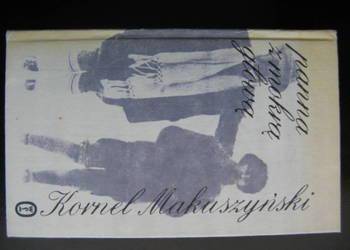 panna
z mokrą
głową
Kornel Makuszyński